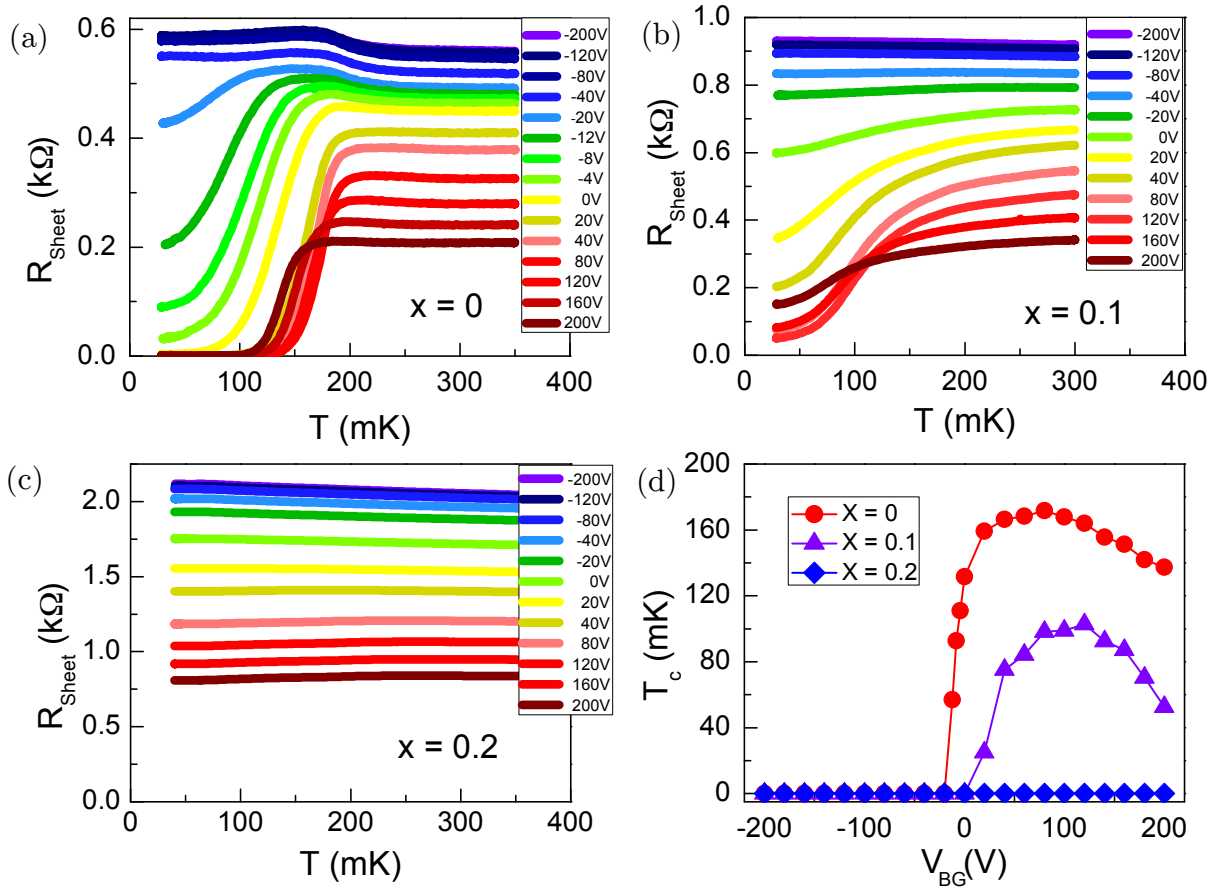 (a)
0.6
0.4
0.2
0.0
R_Sheet (kΩ)
0
100
200
300
400
T (mK)
x = 0
-200V
-120V
-80V
-40V
-20V
-12V
-8V
-4V
0V
20V
40V
80V
120V
160V
200V
(b)
1.0
0.8
0.6
0.4
0.2
0.0
R_Sheet (kΩ)
0
100
200
300
400
T (mK)
x = 0.1
-200V
-120V
-80V
-40V
-20V
0V
20V
40V
80V
120V
160V
200V
(c)
2.0
1.5
1.0
0.5
0.0
R_Sheet (kΩ)
0
100
200
300
400
T (mK)
x = 0.2
-200V
-120V
-80V
-40V
-20V
0V
20V
40V
80V
120V
160V
200V
(d)
200
160
120
80
40
0
T_c (mK)
-200
-100
0
100
200
V_BG(V)
X = 0
X = 0.1
X = 0.2